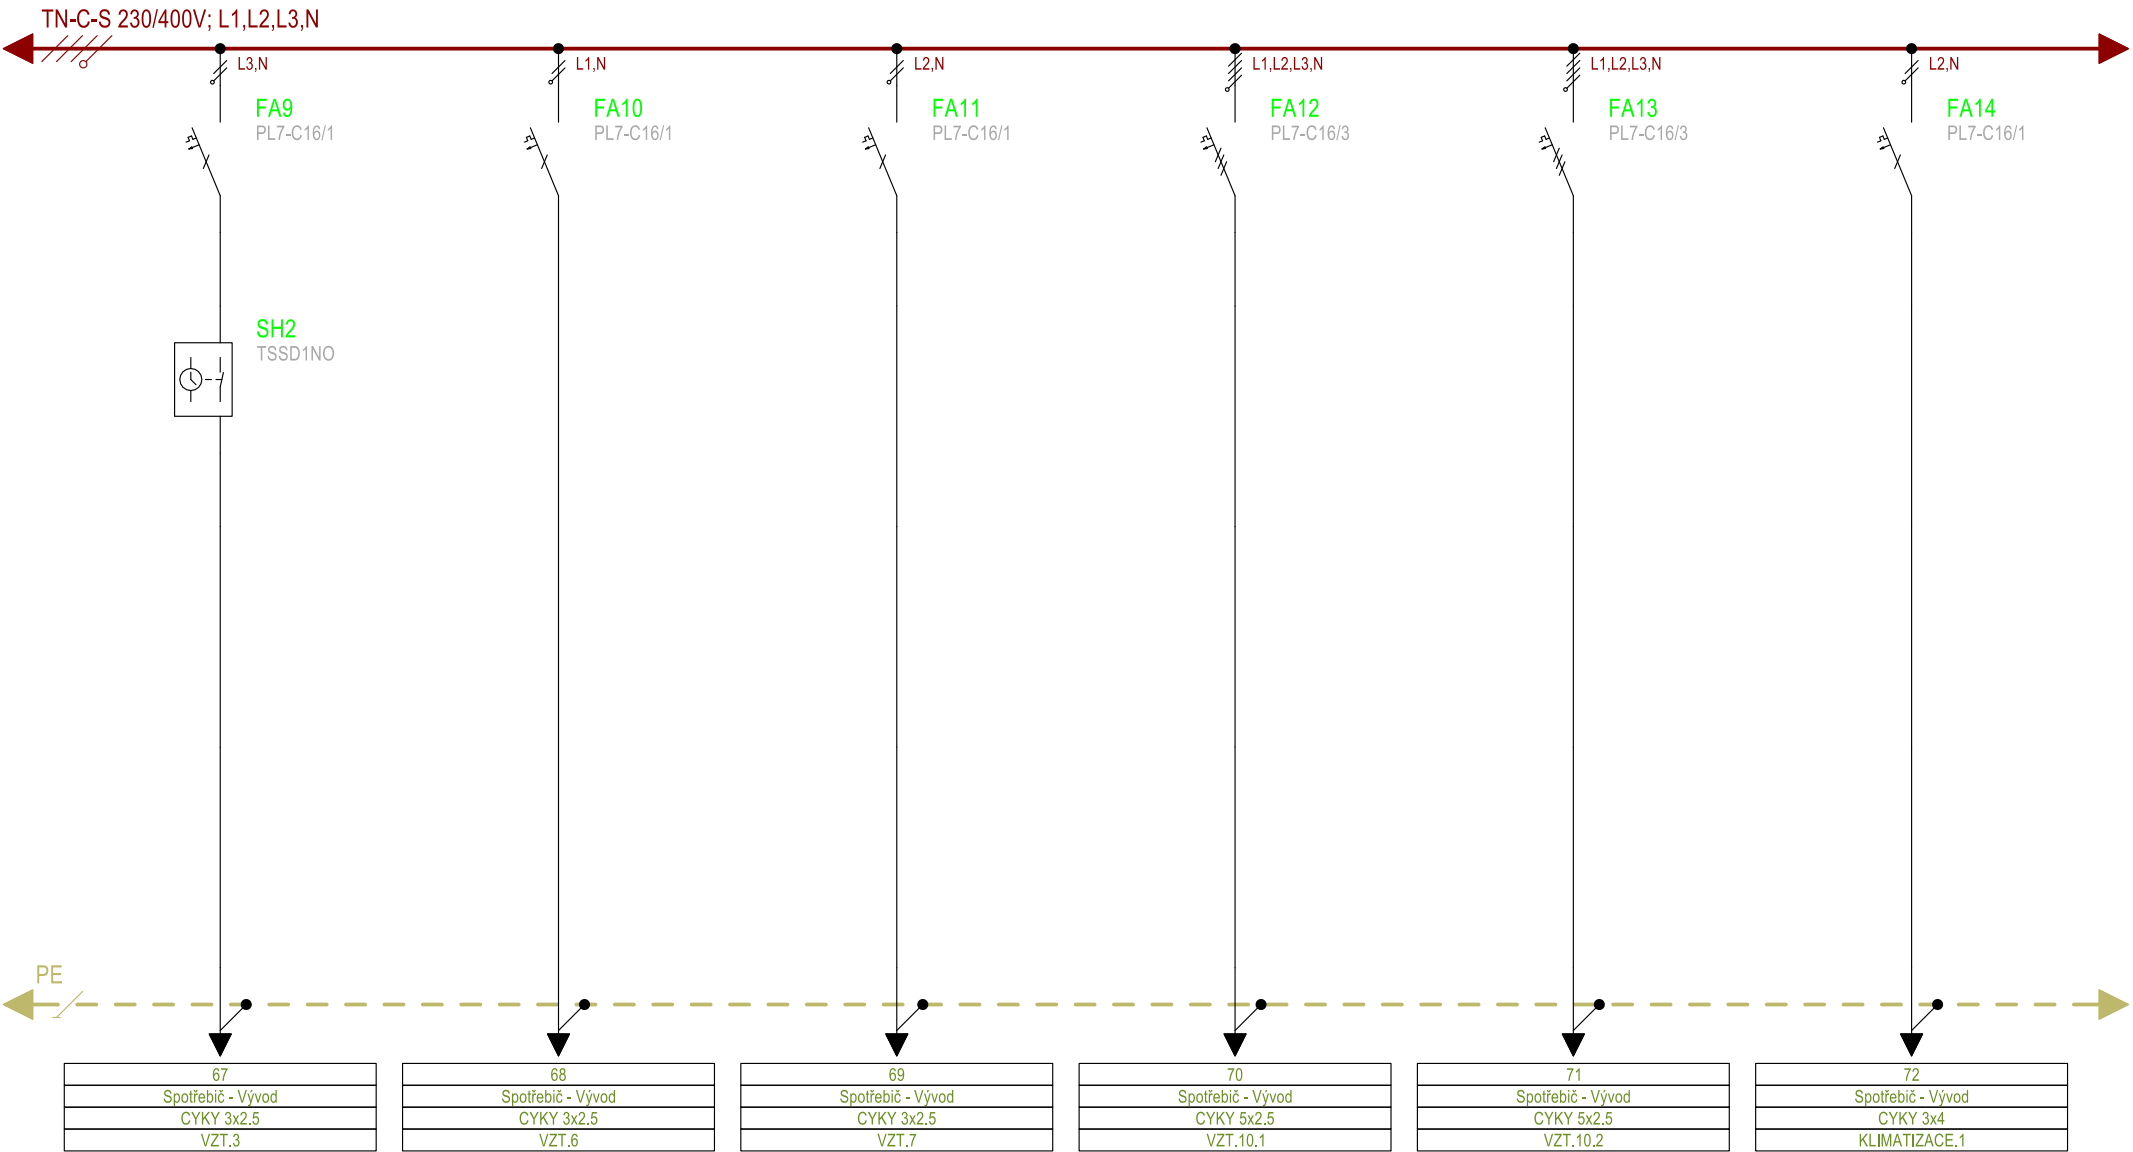 TN-C-S 230/400V; L1,L2,L3,N
L3,N
L1,N
L2,N
L1,L2,L3,N
L1,L2,L3,N
L2,N
FA9
PL7-C16/1
FA10
PL7-C16/1
FA11
PL7-C16/1
FA12
PL7-C16/3
FA13
PL7-C16/3
FA14
PL7-C16/1
SH2
TSSD1NO
PE
67
Spotřebič - Vývod
CYKY 3x2.5
VZT.3
68
Spotřebič - Vývod
CYKY 3x2.5
VZT.6
69
Spotřebič - Vývod
CYKY 3x2.5
VZT.7
70
Spotřebič - Vývod
CYKY 5x2.5
VZT.10.1
71
Spotřebič - Vývod
CYKY 5x2.5
VZT.10.2
72
Spotřebič - Vývod
CYKY 3x4
KLIMATIZACE.1